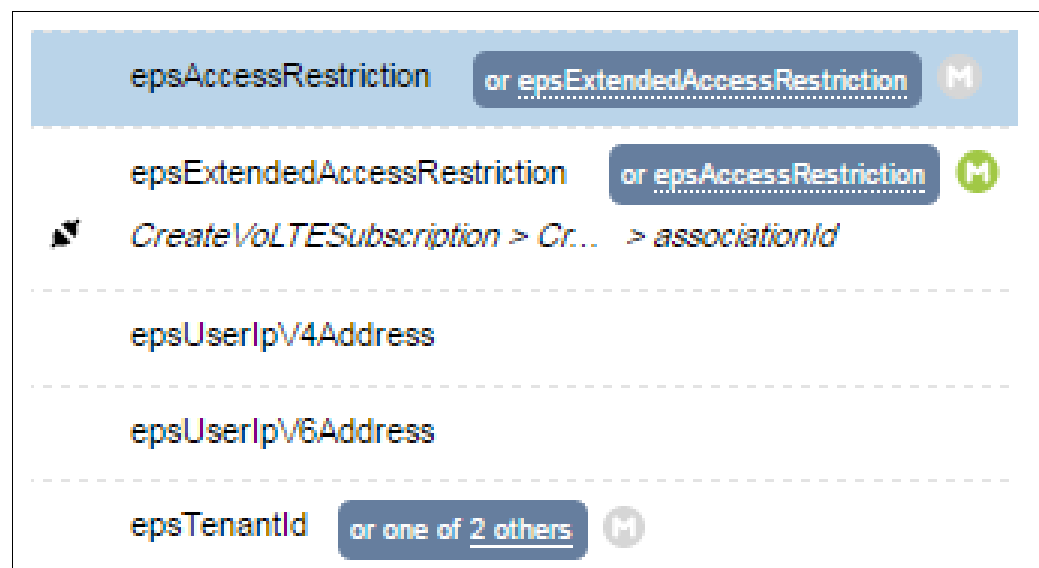 epsAccessRestriction or epsExtendedAccessRestriction M
epsExtendedAccessRestriction or epsAccessRestriction M
CreateVoLTESubscription > Cr... > associationId
epsUserIpV4Address
epsUserIpV6Address
epsTenantId or one of 2 others M